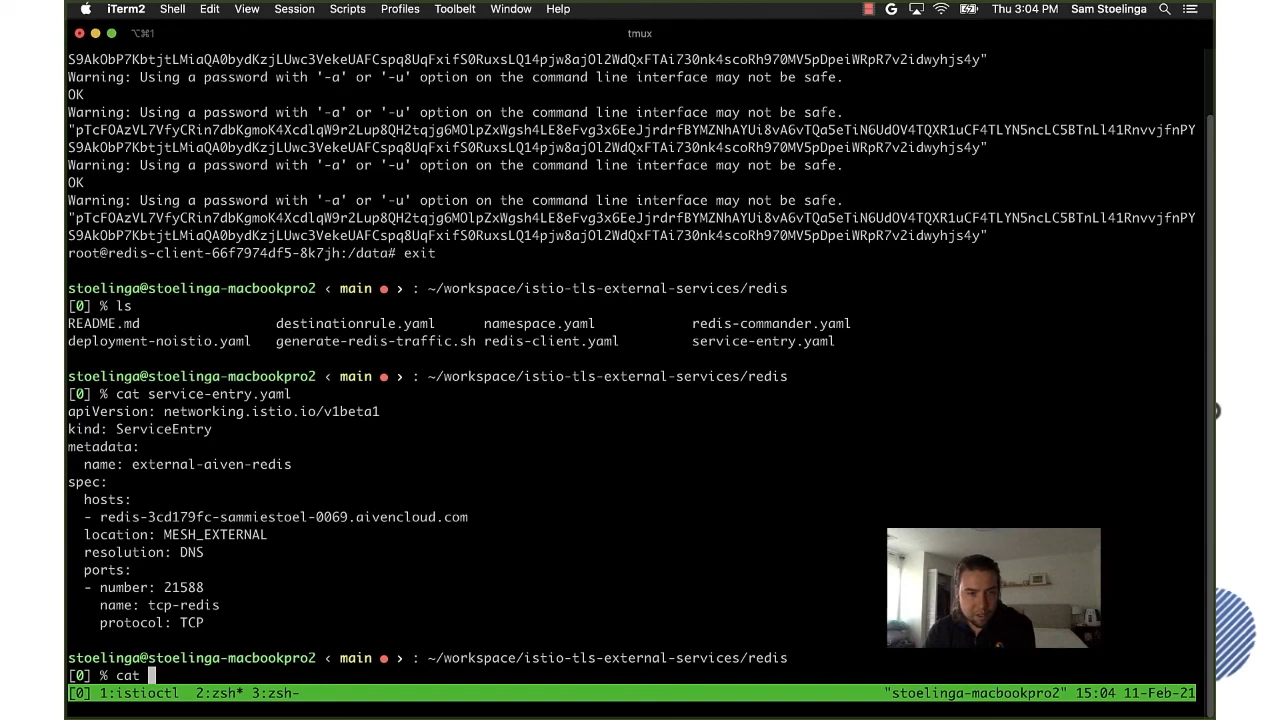 iTerm2 Shell Edit View Session Scripts Profiles Toolbelt Window Help Thu 3:04 PM Sam Stoelinga
⌥⌘1 tmux
S9AkObP7KbtjtLMiaQA0bydKzjLUwc3VekeUAFCspq8UqFxifS0RuxsLQ14pjw8ajOl2WdQxFTAi730nk4scoRh970MV5pDpeiWRpR7v2idwyhjs4y"
Warning: Using a password with '-a' or '-u' option on the command line interface may not be safe.
OK
Warning: Using a password with '-a' or '-u' option on the command line interface may not be safe.
"pTcFOAzVL7VfyCRin7dbKgmoK4XcdlqW9r2Lup8QH2tqjg6MOlpZxWgsh4LE8eFvg3x6EeJjrdrfBYMZNhAYUi8vA6vTQa5eTiN6UdOV4TQXR1uCF4TLYN5ncLC5BTnLl41RnvvjfnPY
S9AkObP7KbtjtLMiaQA0bydKzjLUwc3VekeUAFCspq8UqFxifS0RuxsLQ14pjw8ajOl2WdQxFTAi730nk4scoRh970MV5pDpeiWRpR7v2idwyhjs4y"
Warning: Using a password with '-a' or '-u' option on the command line interface may not be safe.
OK
Warning: Using a password with '-a' or '-u' option on the command line interface may not be safe.
"pTcFOAzVL7VfyCRin7dbKgmoK4XcdlqW9r2Lup8QH2tqjg6MOlpZxWgsh4LE8eFvg3x6EeJjrdrfBYMZNhAYUi8vA6vTQa5eTiN6UdOV4TQXR1uCF4TLYN5ncLC5BTnLl41RnvvjfnPY
S9AkObP7KbtjtLMiaQA0bydKzjLUwc3VekeUAFCspq8UqFxifS0RuxsLQ14pjw8ajOl2WdQxFTAi730nk4scoRh970MV5pDpeiWRpR7v2idwyhjs4y"
root@redis-client-66f7974df5-8k7jh:/data# exit
stoelinga@stoelinga-macbookpro2 ‹ main ● › : ~/workspace/istio-tls-external-services/redis
[0] % ls
README.md destinationrule.yaml namespace.yaml redis-commander.yaml
deployment-noistio.yaml generate-redis-traffic.sh redis-client.yaml service-entry.yaml
stoelinga@stoelinga-macbookpro2 ‹ main ● › : ~/workspace/istio-tls-external-services/redis
[0] % cat service-entry.yaml
apiVersion: networking.istio.io/v1beta1
kind: ServiceEntry
metadata:
  name: external-aiven-redis
spec:
  hosts:
  - redis-3cd179fc-sammiestoel-0069.aivencloud.com
  location: MESH_EXTERNAL
  resolution: DNS
  ports:
  - number: 21588
    name: tcp-redis
    protocol: TCP
stoelinga@stoelinga-macbookpro2 ‹ main ● › : ~/workspace/istio-tls-external-services/redis
[0] % cat
[0] 1:istioctl 2:zsh* 3:zsh- "stoelinga-macbookpro2" 15:04 11-Feb-21